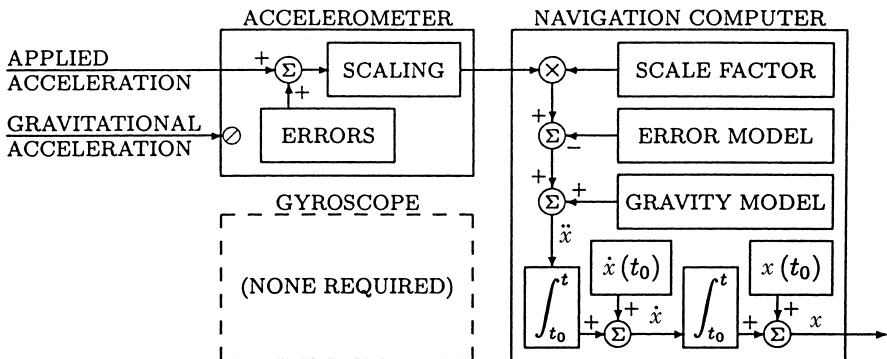 ACCELEROMETER
NAVIGATION COMPUTER
APPLIED
ACCELERATION
+
Σ
+
SCALING
×
SCALE FACTOR
GRAVITATIONAL
ACCELERATION
ERRORS
+
Σ
−
ERROR MODEL
GYROSCOPE
+
Σ
+
GRAVITY MODEL
ẍ
(NONE REQUIRED)
ẋ (t₀)
x (t₀)
∫ t₀ t
+
Σ
+
ẋ
∫ t₀ t
+
Σ
+
x